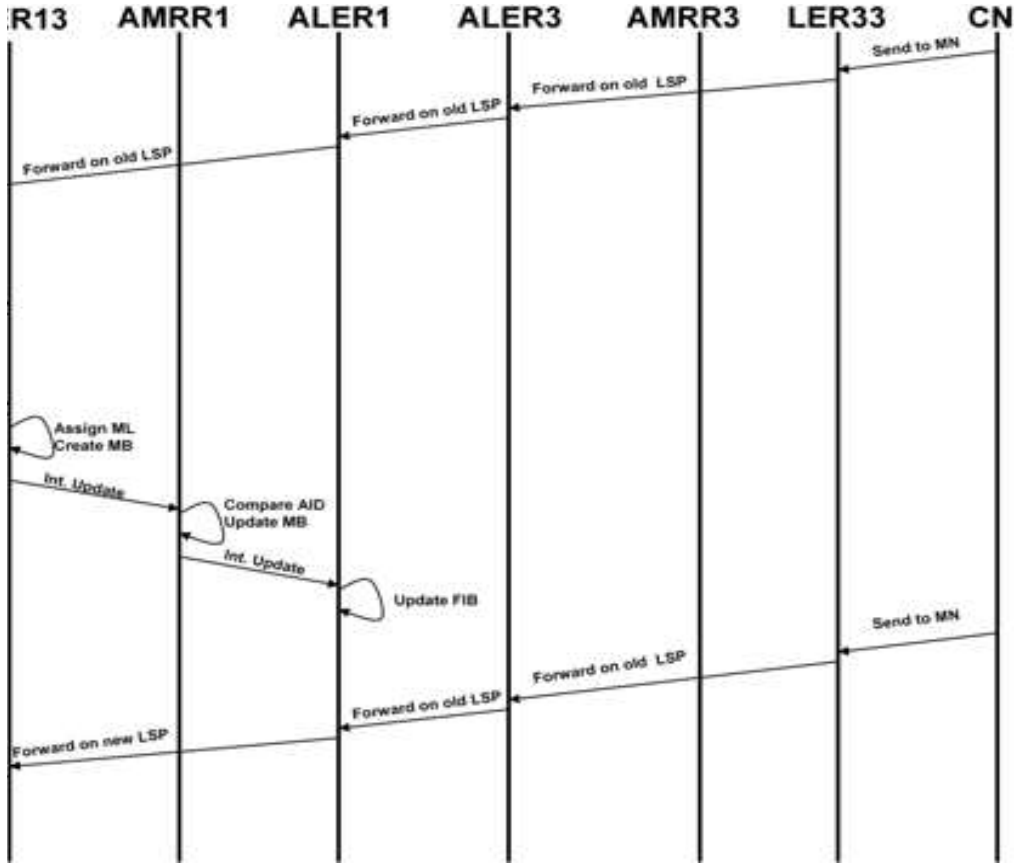 ER13 AMRR1 ALER1 ALER3 AMRR3 LER33 CN
Send to MN
Forward on old LSP
Forward on old LSP
Forward on old LSP
Assign ML
Create MB
Int. Update
Compare AID
Update MB
Int. Update
Update FIB
Send to MN
Forward on old LSP
Forward on old LSP
Forward on new LSP